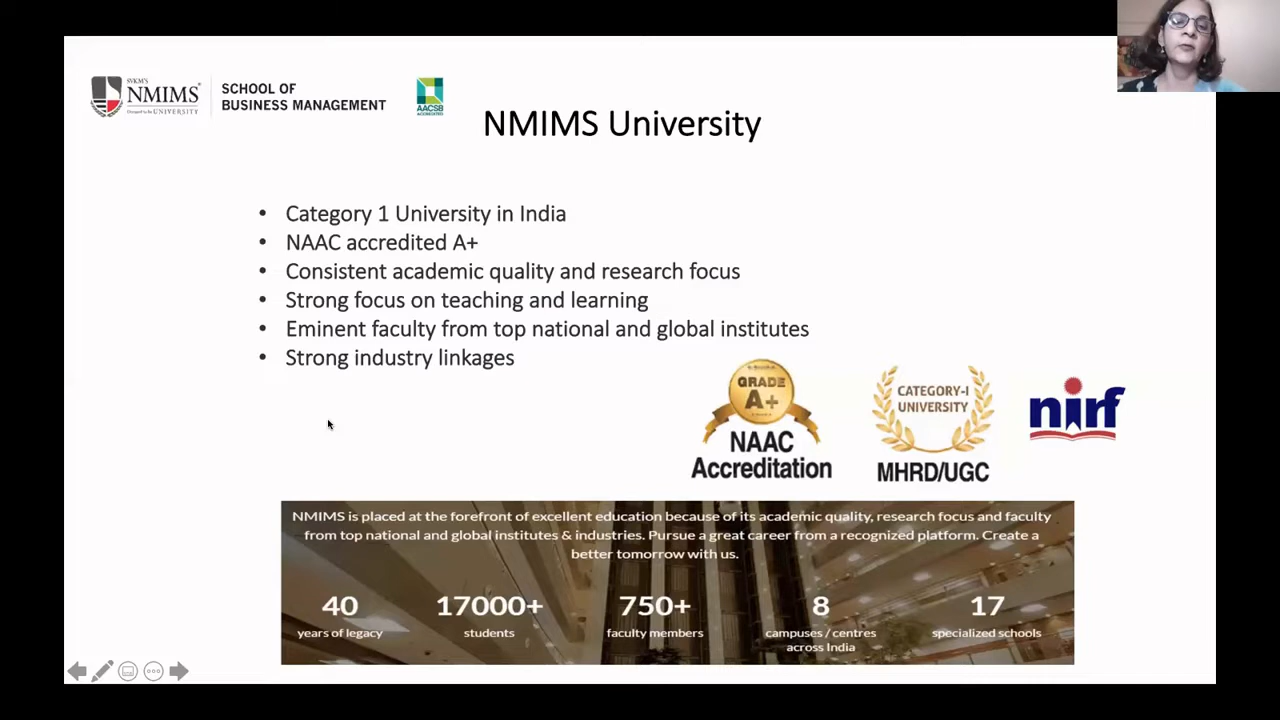 SVKM'S
NMIMS
Deemed to be UNIVERSITY
SCHOOL OF
BUSINESS MANAGEMENT
AACSB
ACCREDITED
NMIMS University
• Category 1 University in India
• NAAC accredited A+
• Consistent academic quality and research focus
• Strong focus on teaching and learning
• Eminent faculty from top national and global institutes
• Strong industry linkages
GRADE
A+
NAAC
Accreditation
CATEGORY-I
UNIVERSITY
MHRD/UGC
nirf
NMIMS is placed at the forefront of excellent education because of its academic quality, research focus and faculty
from top national and global institutes & industries. Pursue a great career from a recognized platform. Create a
better tomorrow with us.
40
years of legacy
17000+
students
750+
faculty members
8
campuses / centres
across India
17
specialized schools